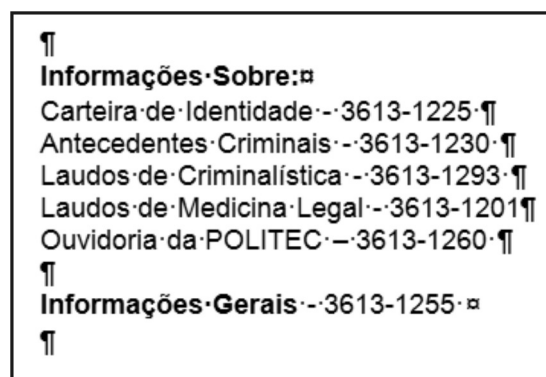 ¶
Informações·Sobre:¤
Carteira·de·Identidade·-·3613-1225·¶
Antecedentes·Criminais·-·3613-1230·¶
Laudos·de·Criminalística·-·3613-1293·¶
Laudos·de·Medicina·Legal·-·3613-1201¶
Ouvidoria·da·POLITEC·–·3613-1260·¶
¶
Informações·Gerais·-·3613-1255·¤
¶